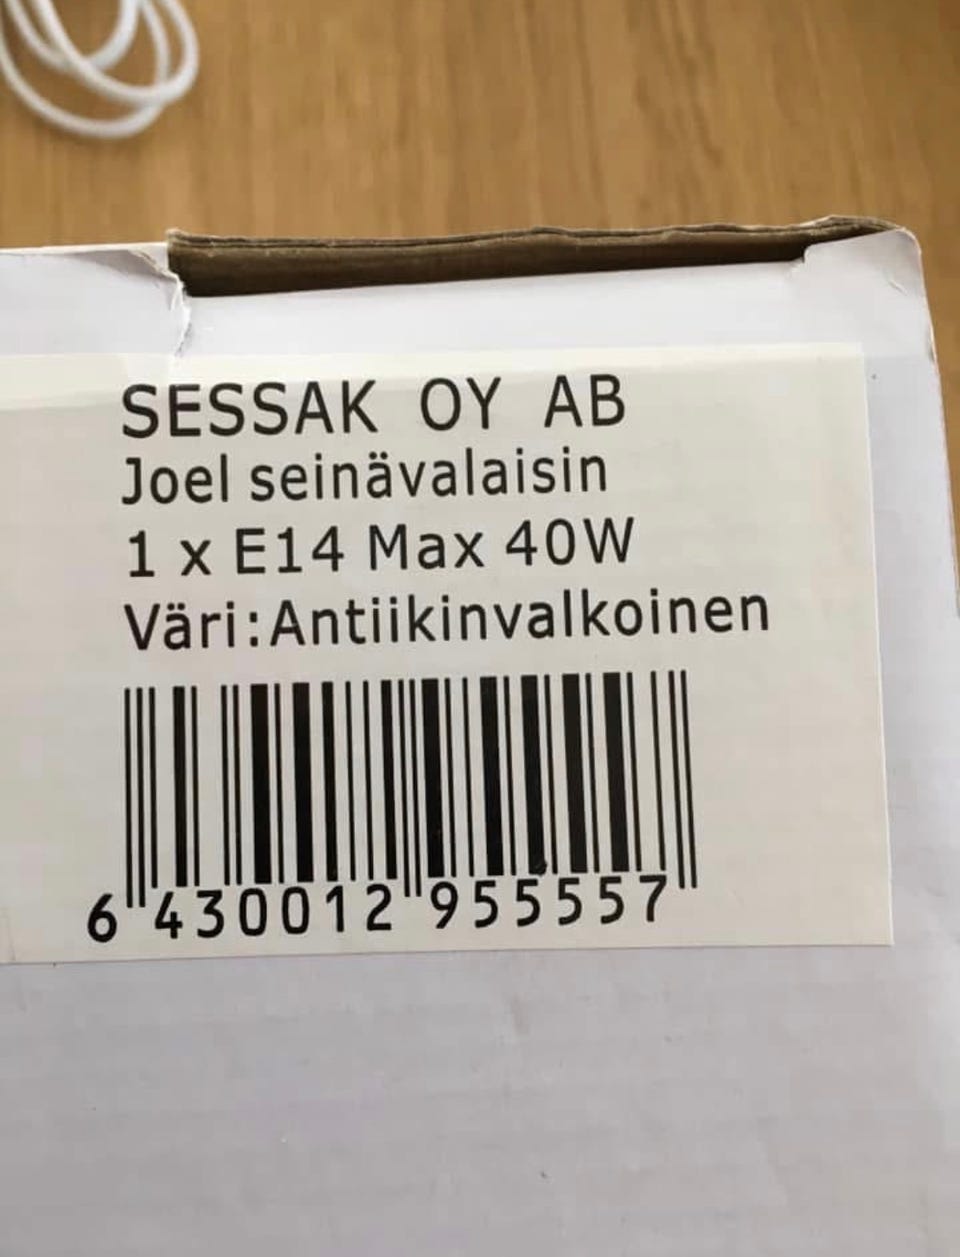 SESSAK OY AB
Joel seinävalaisin
1 x E14 Max 40W
Väri:Antiikinvalkoinen
6 430012 955557